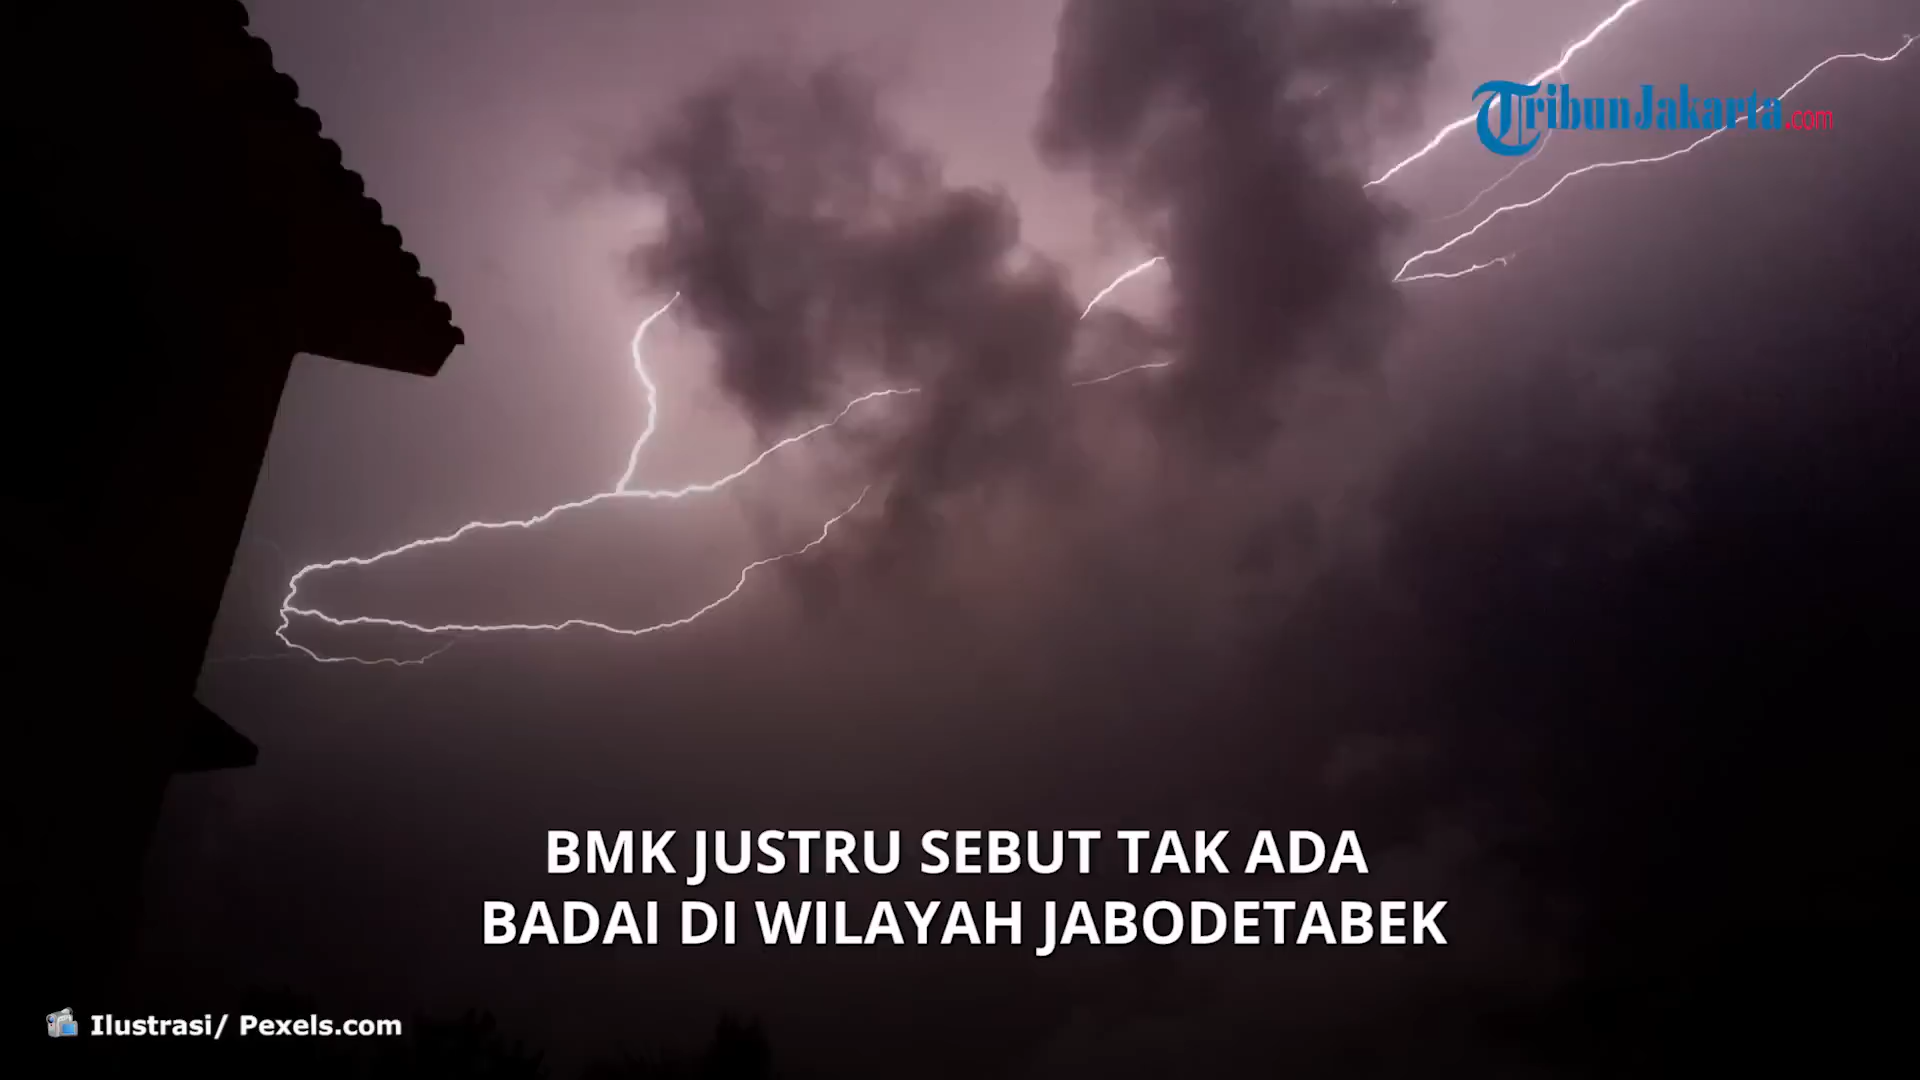 TribunJakarta.com
BMK JUSTRU SEBUT TAK ADA
BADAI DI WILAYAH JABODETABEK
Ilustrasi/ Pexels.com